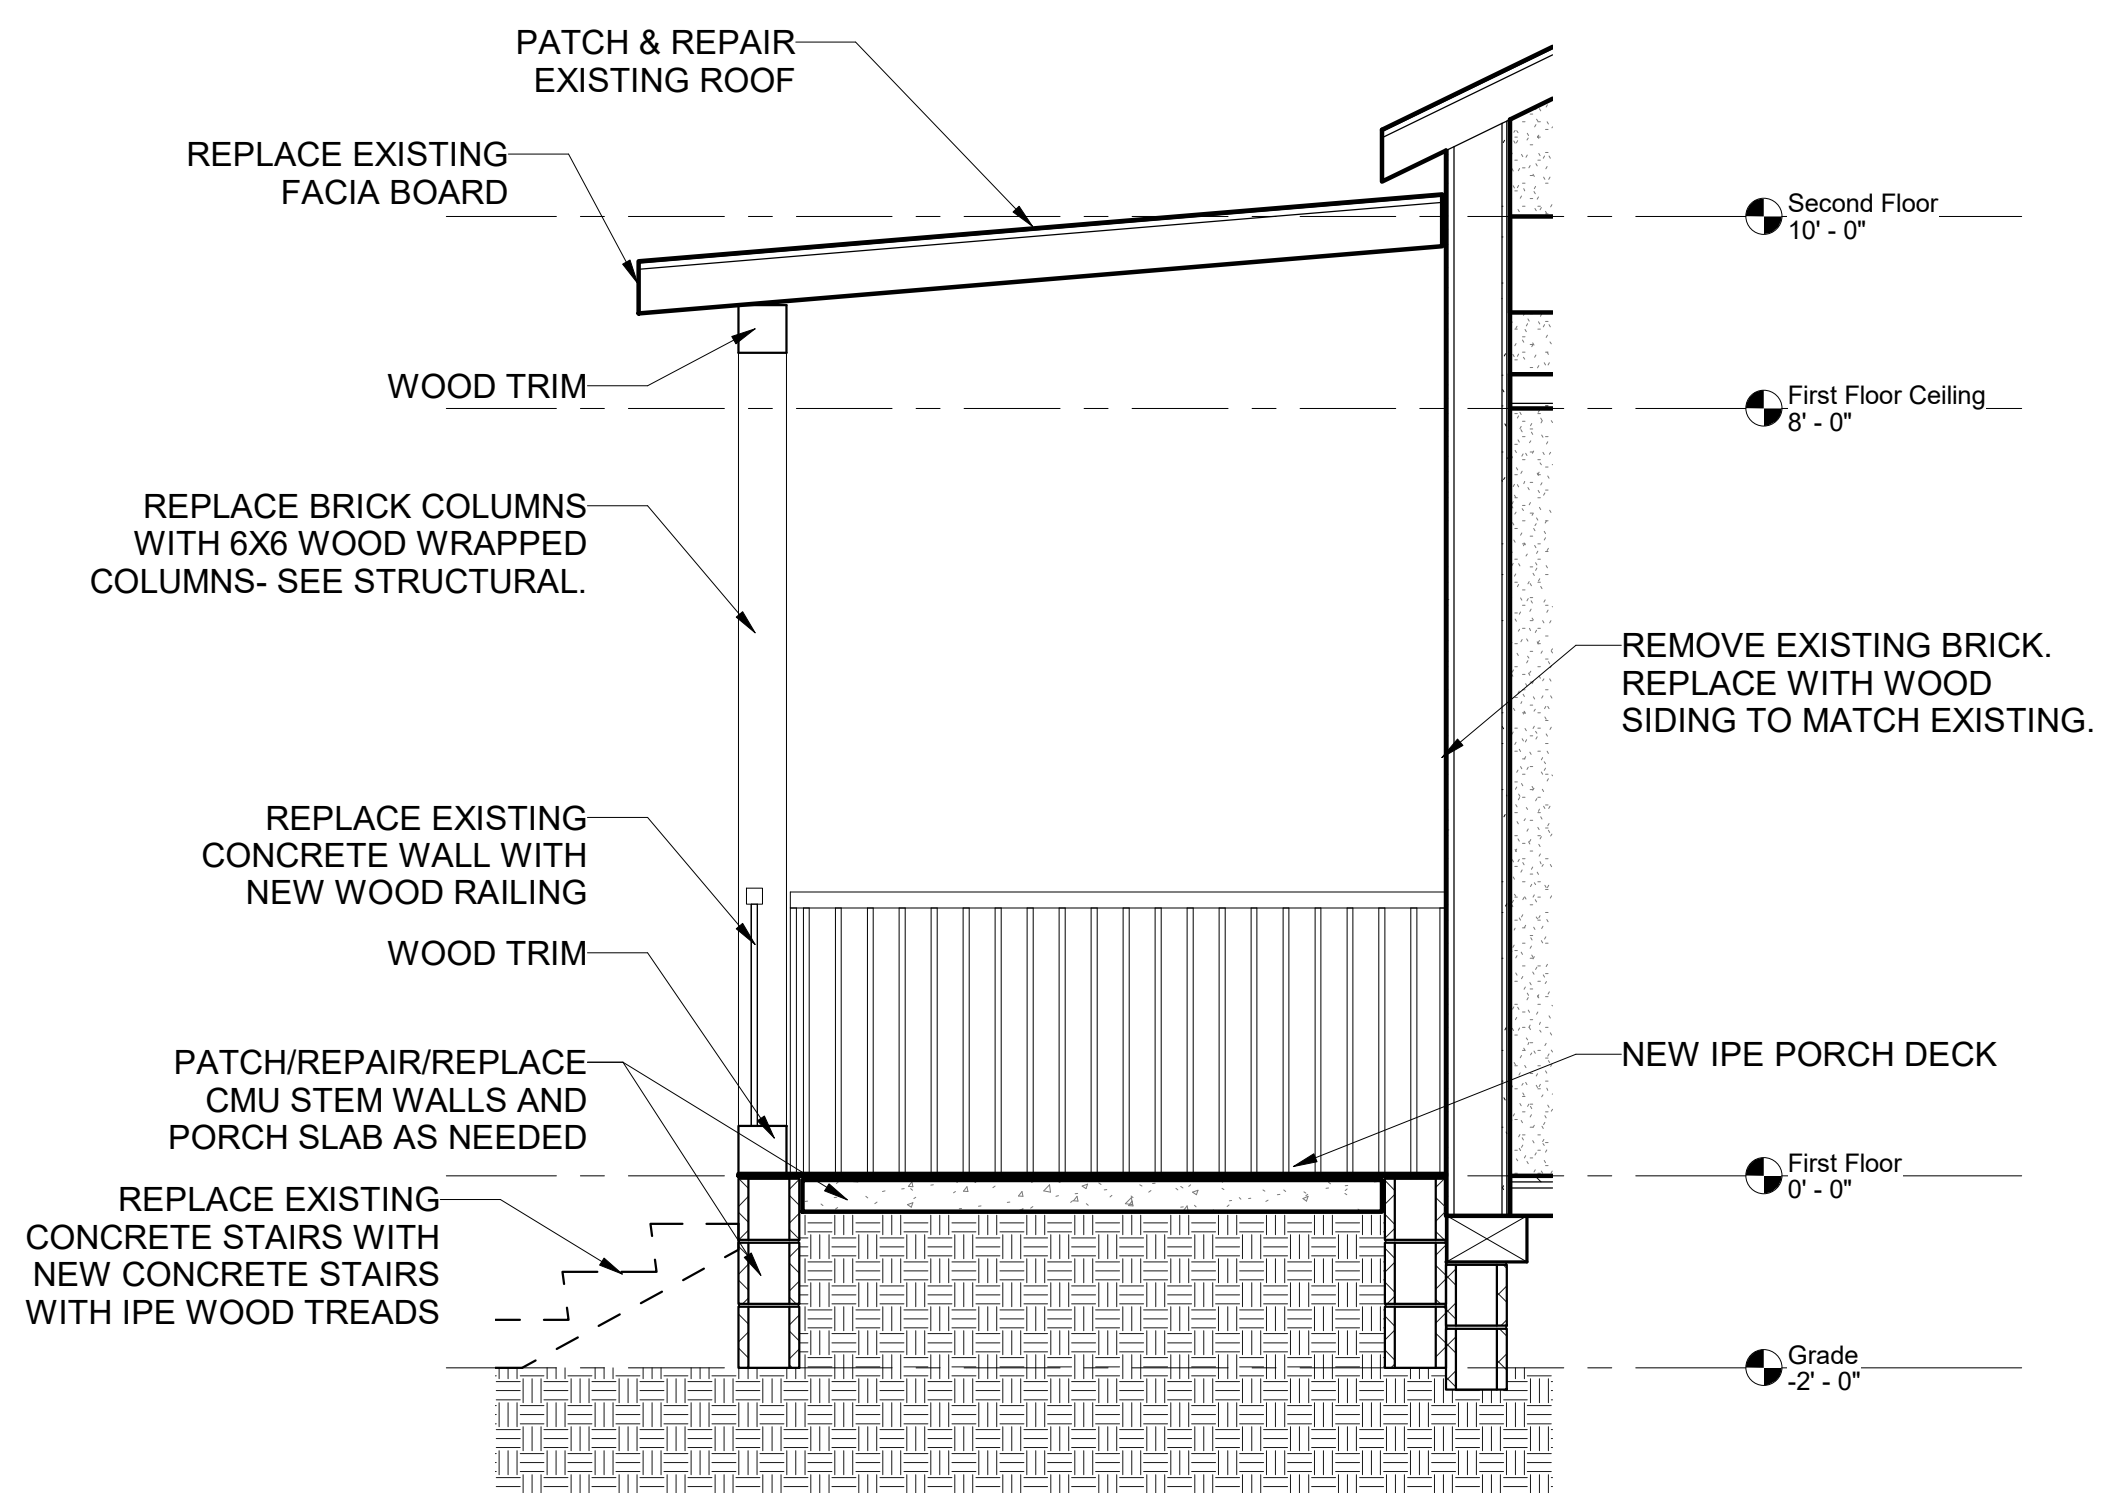 PATCH & REPAIR
EXISTING ROOF
REPLACE EXISTING
FACIA BOARD
Second Floor
10' - 0"
WOOD TRIM
First Floor Ceiling
8' - 0"
REPLACE BRICK COLUMNS
WITH 6X6 WOOD WRAPPED
COLUMNS- SEE STRUCTURAL.
REMOVE EXISTING BRICK.
REPLACE WITH WOOD
SIDING TO MATCH EXISTING.
REPLACE EXISTING
CONCRETE WALL WITH
NEW WOOD RAILING
WOOD TRIM
NEW IPE PORCH DECK
PATCH/REPAIR/REPLACE
CMU STEM WALLS AND
PORCH SLAB AS NEEDED
First Floor
0' - 0"
REPLACE EXISTING
CONCRETE STAIRS WITH
NEW CONCRETE STAIRS
WITH IPE WOOD TREADS
Grade
-2' - 0"